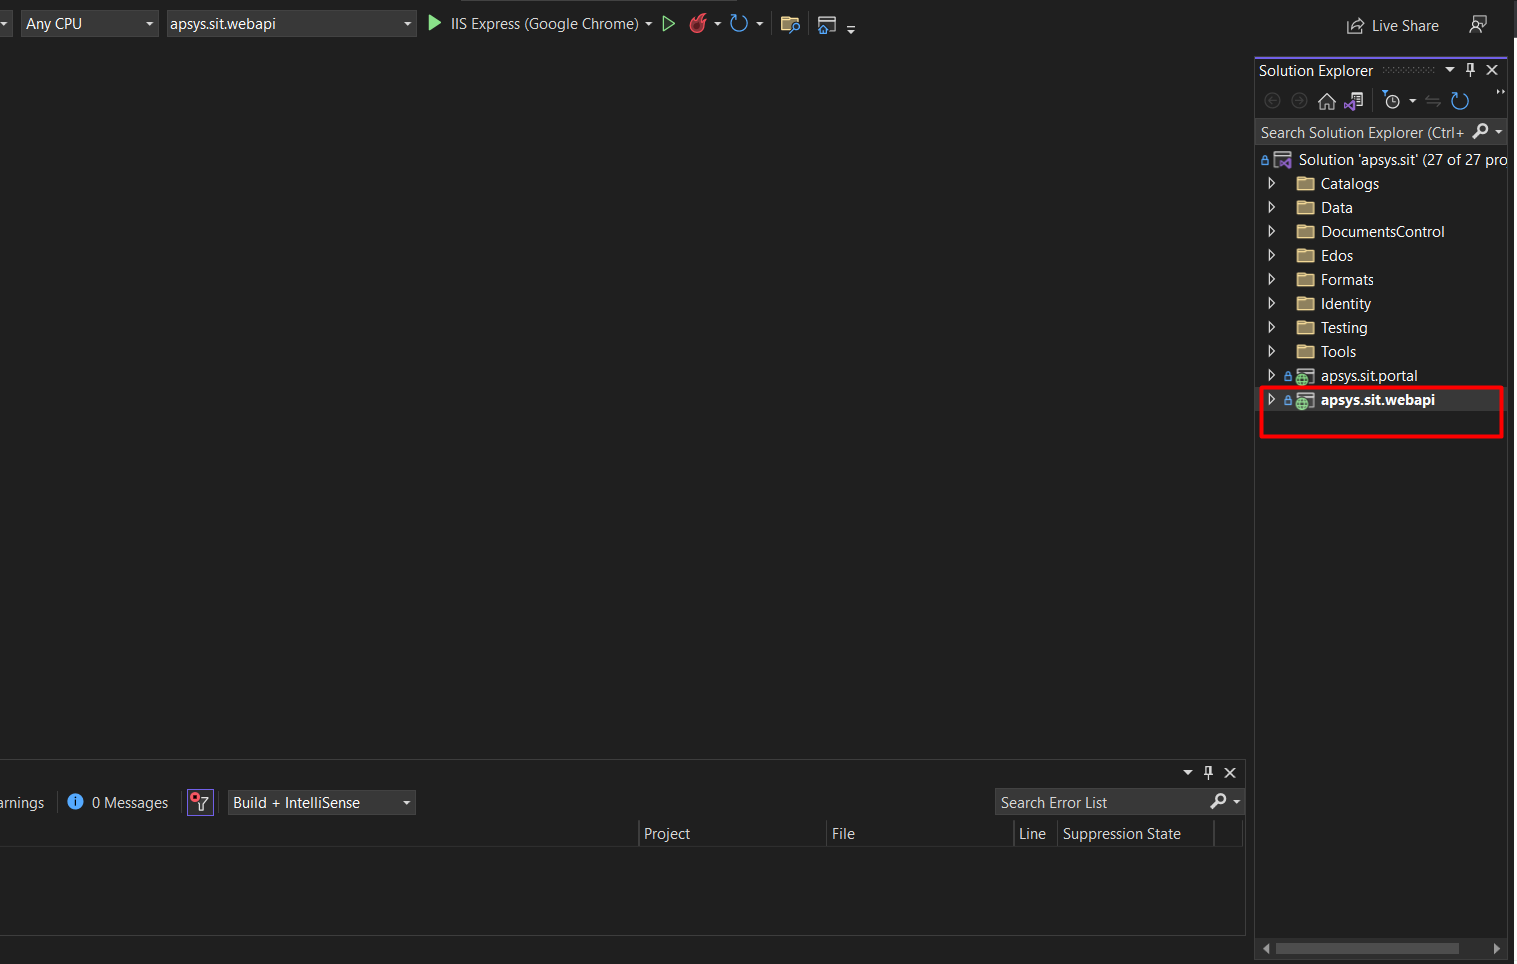 Any CPU
apsys.sit.webapi
IIS Express (Google Chrome)
Live Share
Solution Explorer
Search Solution Explorer (Ctrl+
Solution 'apsys.sit' (27 of 27 pro
Catalogs
Data
DocumentsControl
Edos
Formats
Identity
Testing
Tools
apsys.sit.portal
apsys.sit.webapi
arnings
0 Messages
Build + IntelliSense
Search Error List
Project
File
Line
Suppression State